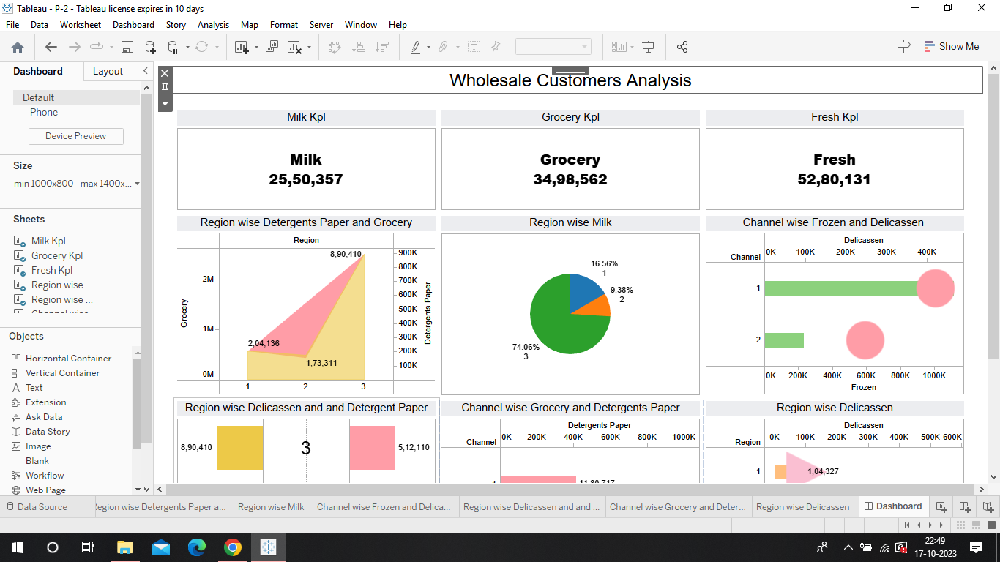 Tableau - P-2 - Tableau license expires in 10 days
File Data Worksheet Dashboard Story Analysis Map Format Server Window Help
Show Me
Dashboard Layout
Default
Phone
Device Preview
Size
min 1000x800 - max 1400x...
Sheets
Milk Kpl
Grocery Kpl
Fresh Kpl
Region wise ...
Region wise ...
Objects
Horizontal Container
Vertical Container
Text
Extension
Ask Data
Data Story
Image
Blank
Workflow
Web Page
Wholesale Customers Analysis
Milk Kpl
Milk
25,50,357
Grocery Kpl
Grocery
34,98,562
Fresh Kpl
Fresh
52,80,131
Region wise Detergents Paper and Grocery
Region
8,90,410
2,04,136
1,73,311
Grocery
2M
1M
0M
1 2 3
900K
800K
700K
600K
500K
400K
300K
200K
100K
Detergents Paper
Region wise Milk
16.56%
1
9.38%
2
74.06%
3
Channel wise Frozen and Delicassen
Delicassen
Channel
0K 100K 200K 300K 400K
1
2
0K 200K 400K 600K 800K 1000K
Frozen
Region wise Delicassen and and Detergent Paper
8,90,410 3 5,12,110
Channel wise Grocery and Detergents Paper
Detergents Paper
Channel
0K 200K 400K 600K 800K 1000K
Region wise Delicassen
Delicassen
Region
0K 100K 200K 300K 400K 500K 600K
1 1,04,327
Data Source
Region wise Detergents Paper a...
Region wise Milk
Channel wise Frozen and Delica...
Region wise Delicassen and and ...
Channel wise Grocery and Deter...
Region wise Delicassen
Dashboard
22:49
17-10-2023